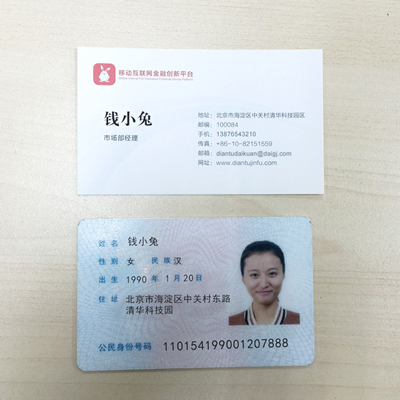 移动互联网金融创新平台
钱小兔
市场部经理
地址：北京市海淀区中关村清华科技园区
邮编：100084
手机：13876543210
传真：+86-10-82151559
邮箱：diantudaikuan@daigj.com
网址：www.diantujinfu.com
姓名 钱小兔
性别 女 民族 汉
出生 1990 年 1 月 20 日
住址 北京市海淀区中关村东路
清华科技园
公民身份号码 110154199001207888